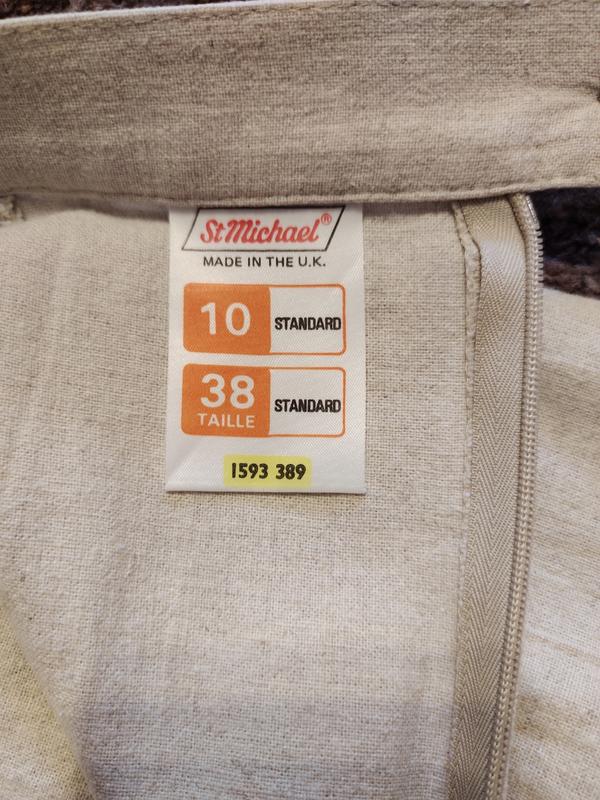 St Michael®
MADE IN THE U.K.
10 STANDARD
38 TAILLE STANDARD
1593 389